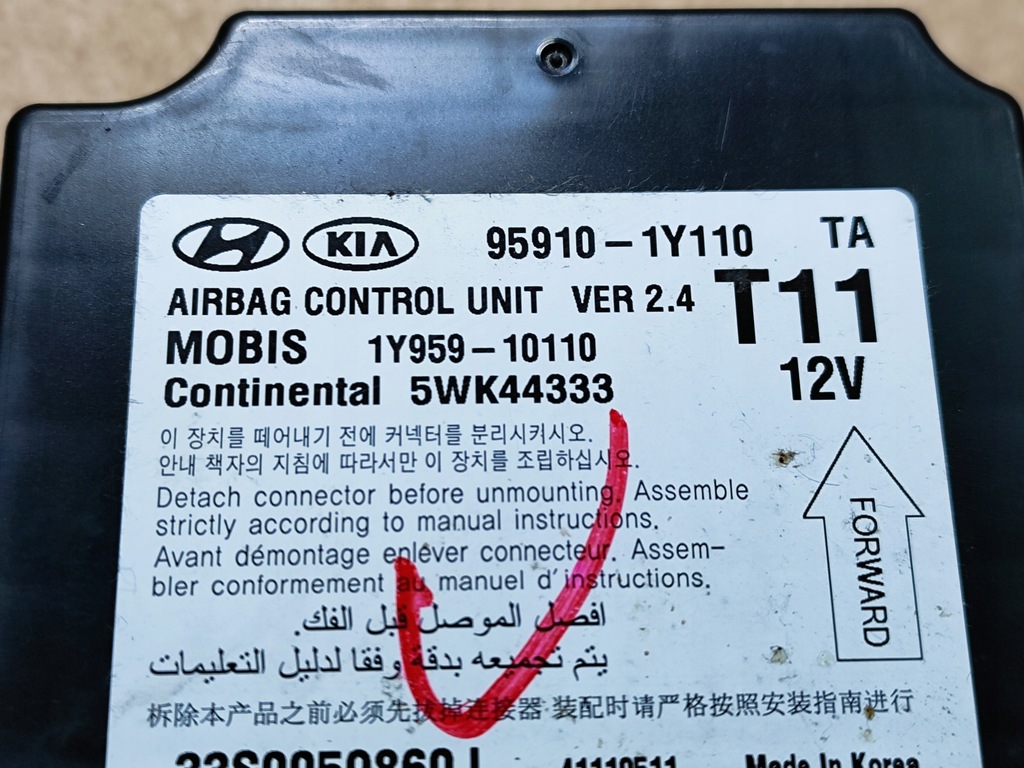 KIA 95910-1Y110 TA
AIRBAG CONTROL UNIT VER 2.4 T11
MOBIS 1Y959-10110
Continental 5WK44333 12V
이 장치를 떼어내기 전에 커넥터를 분리시켜시오.
안내 책자의 지침에 따라서만 이 장치를 조립하십시오.
Detach connector before unmounting. Assemble
strictly according to manual instructions.
Avant démontage enlever connecteur. Assem-
bler conformement au manuel d'instructions.
افصل الموصل قبل الفك.
يتم تجميعه بدقة وفقا لدليل التعليمات
拆除本产品之前必须先拔掉连接器 装配时请严格按照安装指南进行
FORWARD
Made In Korea